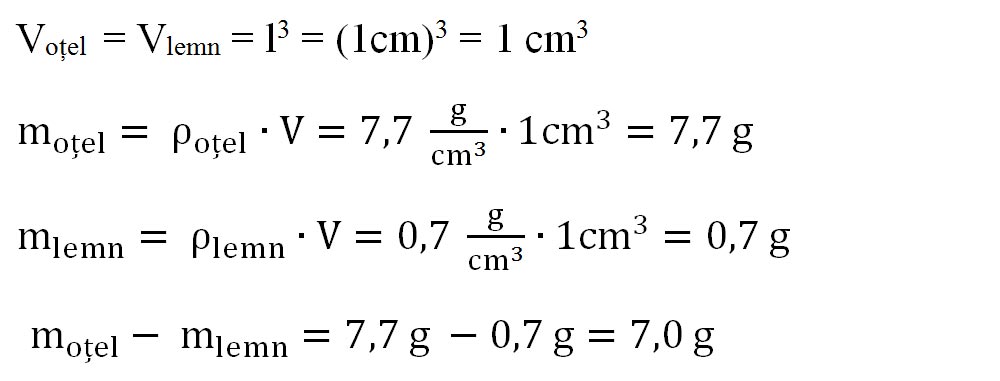 Voțel = Vlemn = l³ = (1cm)³ = 1 cm³
moțel = ρoțel · V = 7,7 g/cm³ · 1cm³ = 7,7 g
mlemn = ρlemn · V = 0,7 g/cm³ · 1cm³ = 0,7 g
moțel − mlemn = 7,7 g − 0,7 g = 7,0 g